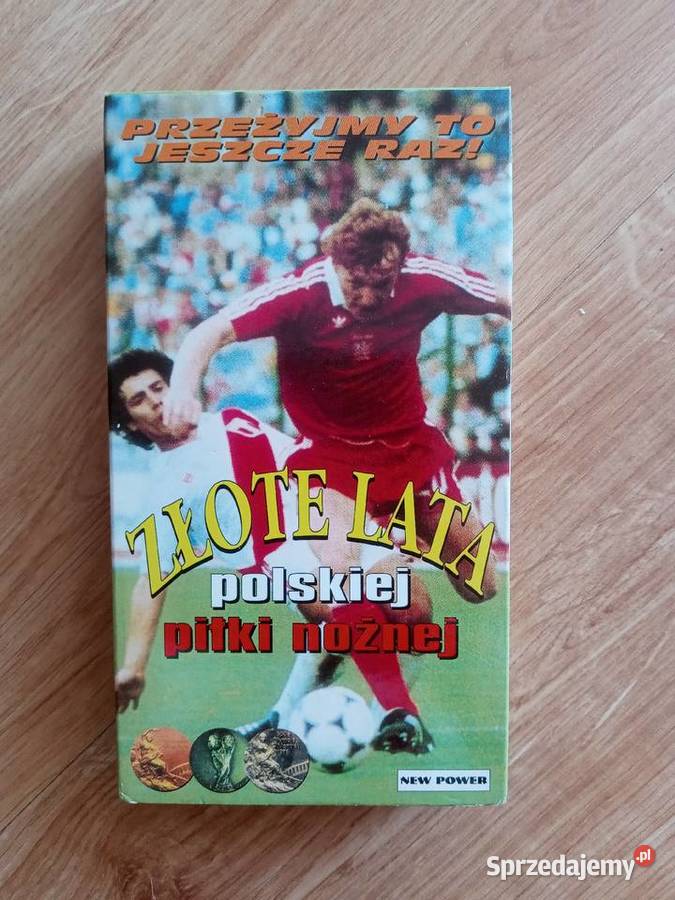 PRZEŻYJMY TO
JESZCZE RAZ!
ZŁOTE LATA
polskiej
piłki nożnej
NEW POWER
Sprzedajemy.pl